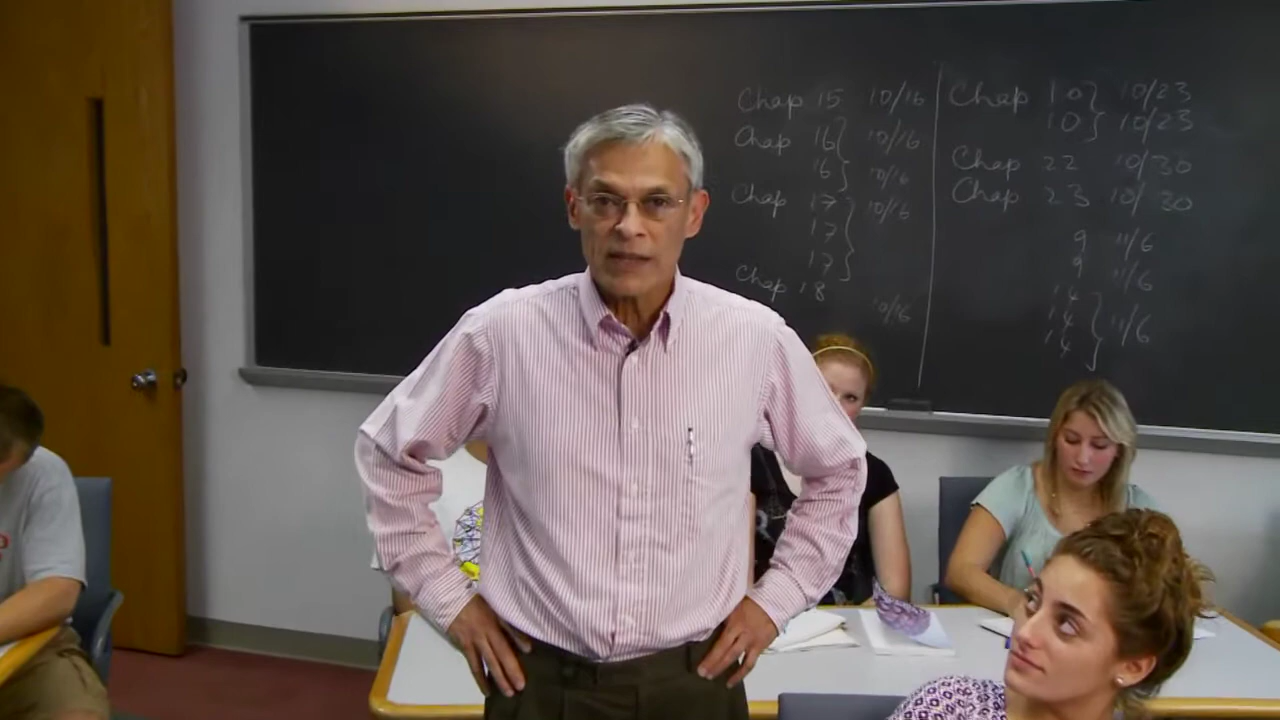 Chap 15 10/16
Chap 16 10/16
16 10/16
Chap 17 10/16
17
17
Chap 18 10/16
Chap 10 10/23
10 10/23
Chap 22 10/30
Chap 23 10/30
9 11/6
9 11/6
14
14 11/6
14